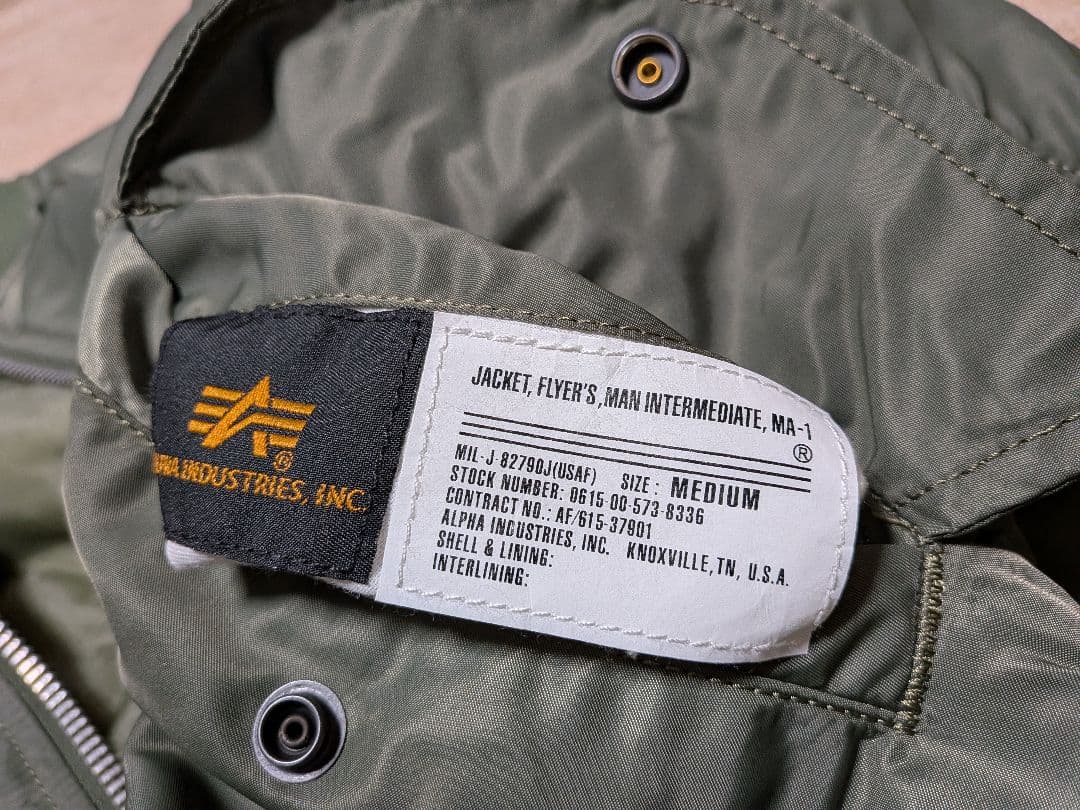 INDUSTRIES, INC.
JACKET, FLYER'S, MAN INTERMEDIATE, MA-1
®
MIL-J-82790J(USAF) SIZE: MEDIUM
STOCK NUMBER: 0615-00-573-8336
CONTRACT NO.: AF/615-37901
ALPHA INDUSTRIES, INC. KNOXVILLE, TN, U.S.A.
SHELL & LINING:
INTERLINING: